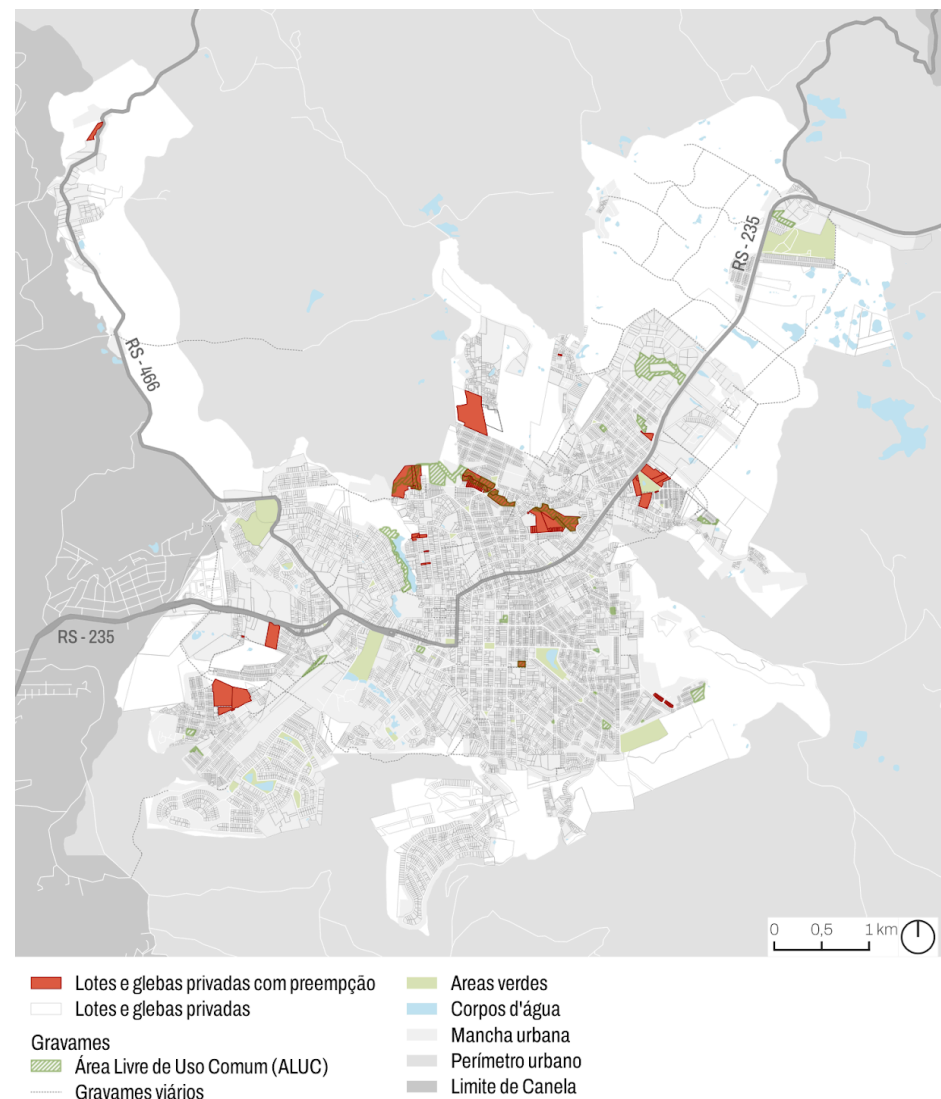 RS - 235
RS - 466
RS - 235
0 0,5 1 km
Lotes e glebas privadas com preempção
Lotes e glebas privadas
Gravames
Área Livre de Uso Comum (ALUC)
Gravames viários
Areas verdes
Corpos d'água
Mancha urbana
Perímetro urbano
Limite de Canela